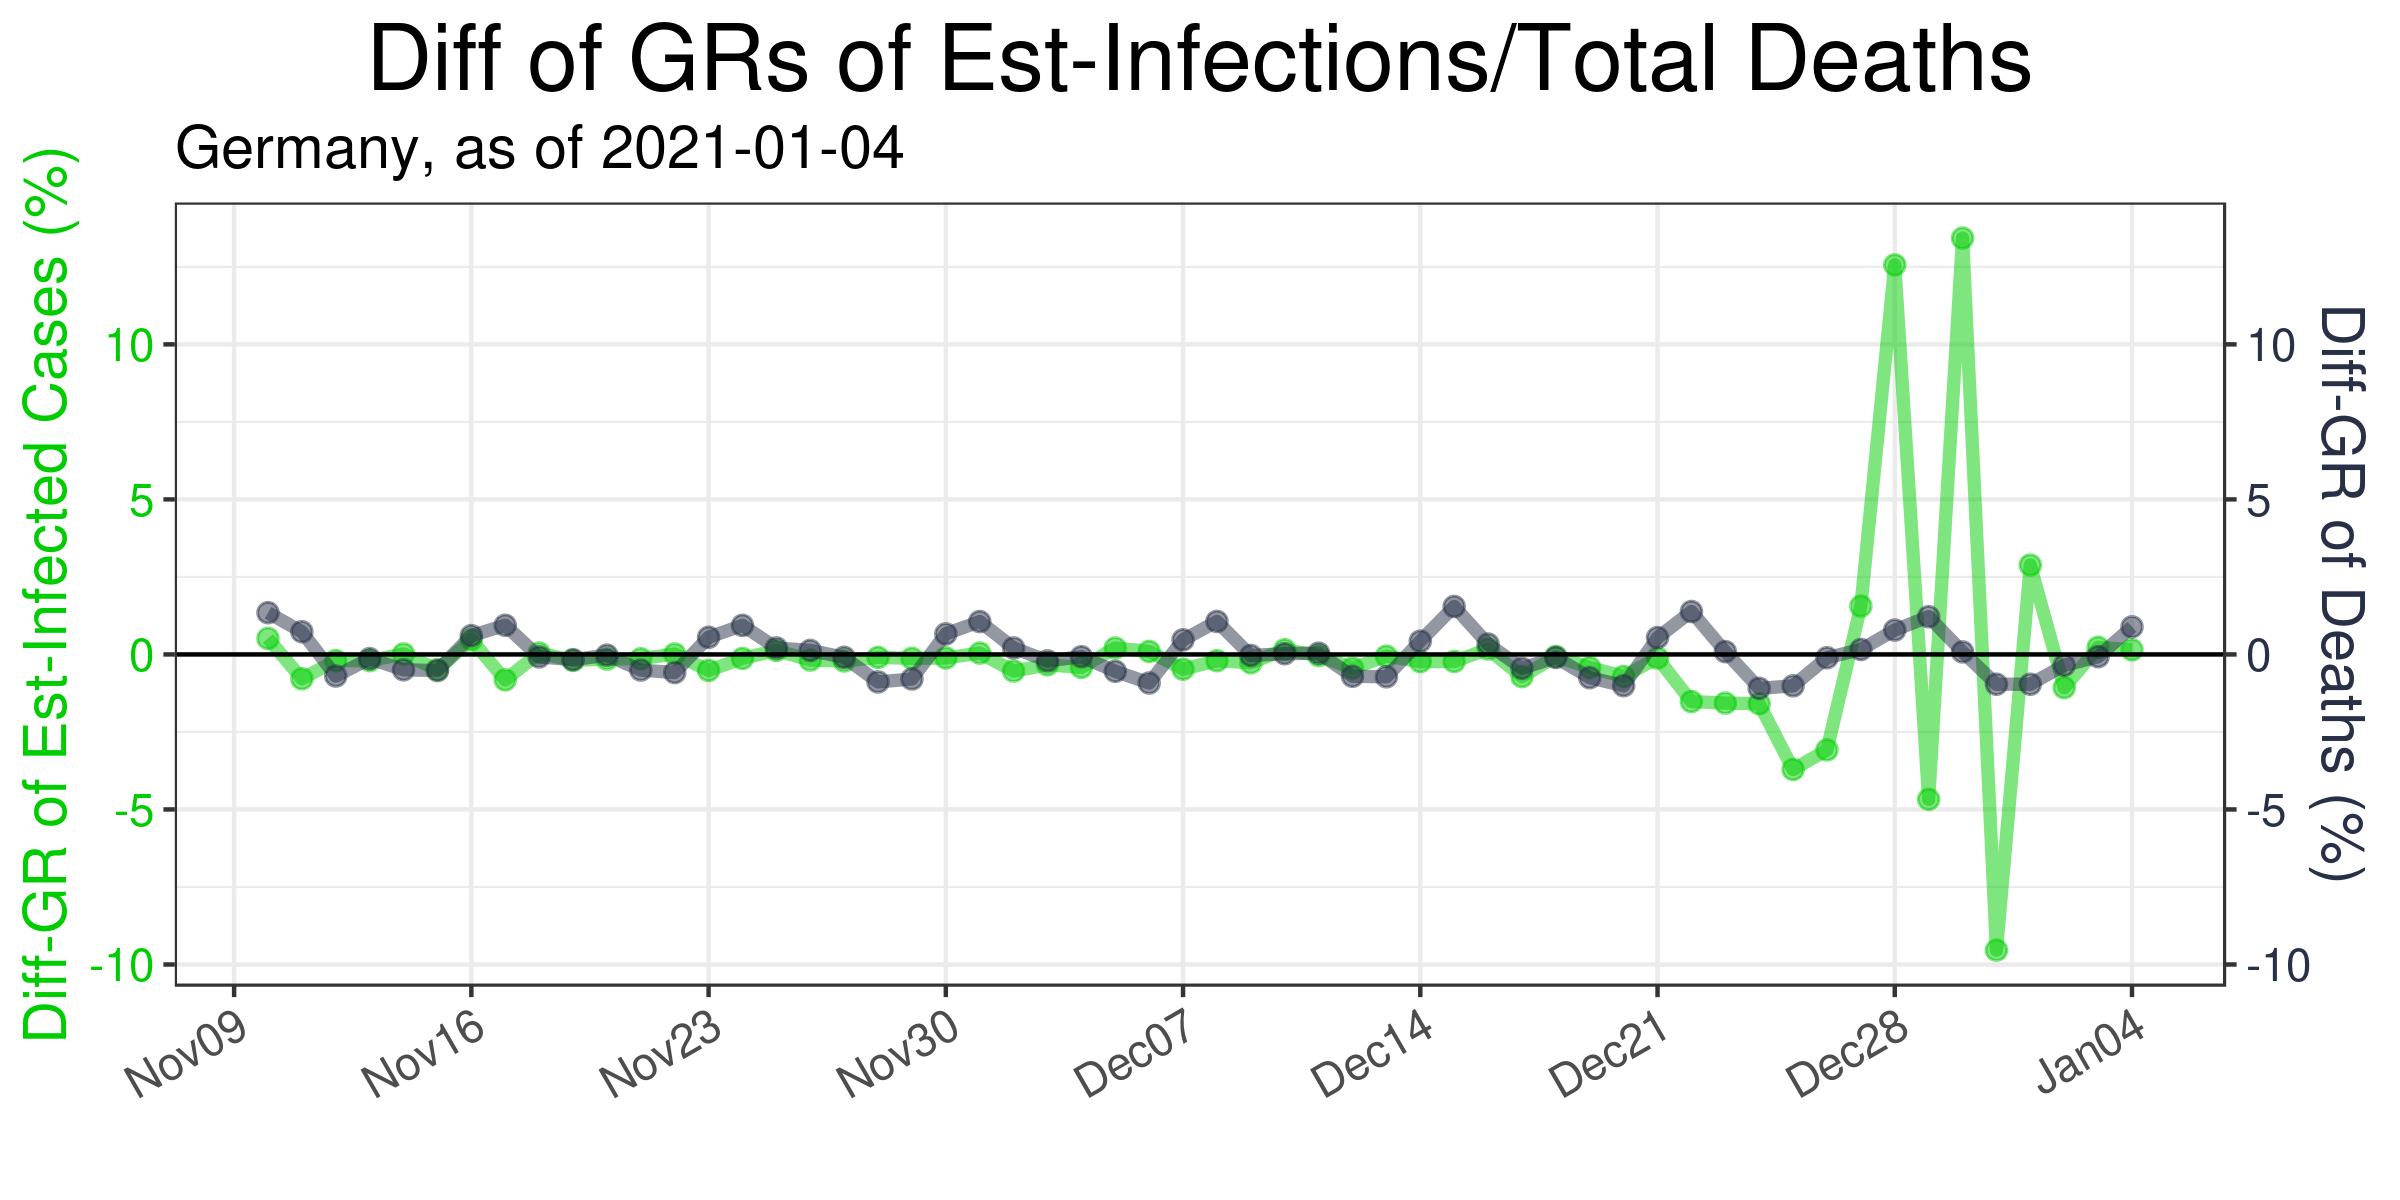 Diff of GRs of Est-Infections/Total Deaths
Germany, as of 2021-01-04
Diff-GR of Est-Infected Cases (%)
10
5
0
-5
-10
10
5
0
-5
-10
Diff-GR of Deaths (%)
Nov09
Nov16
Nov23
Nov30
Dec07
Dec14
Dec21
Dec28
Jan04